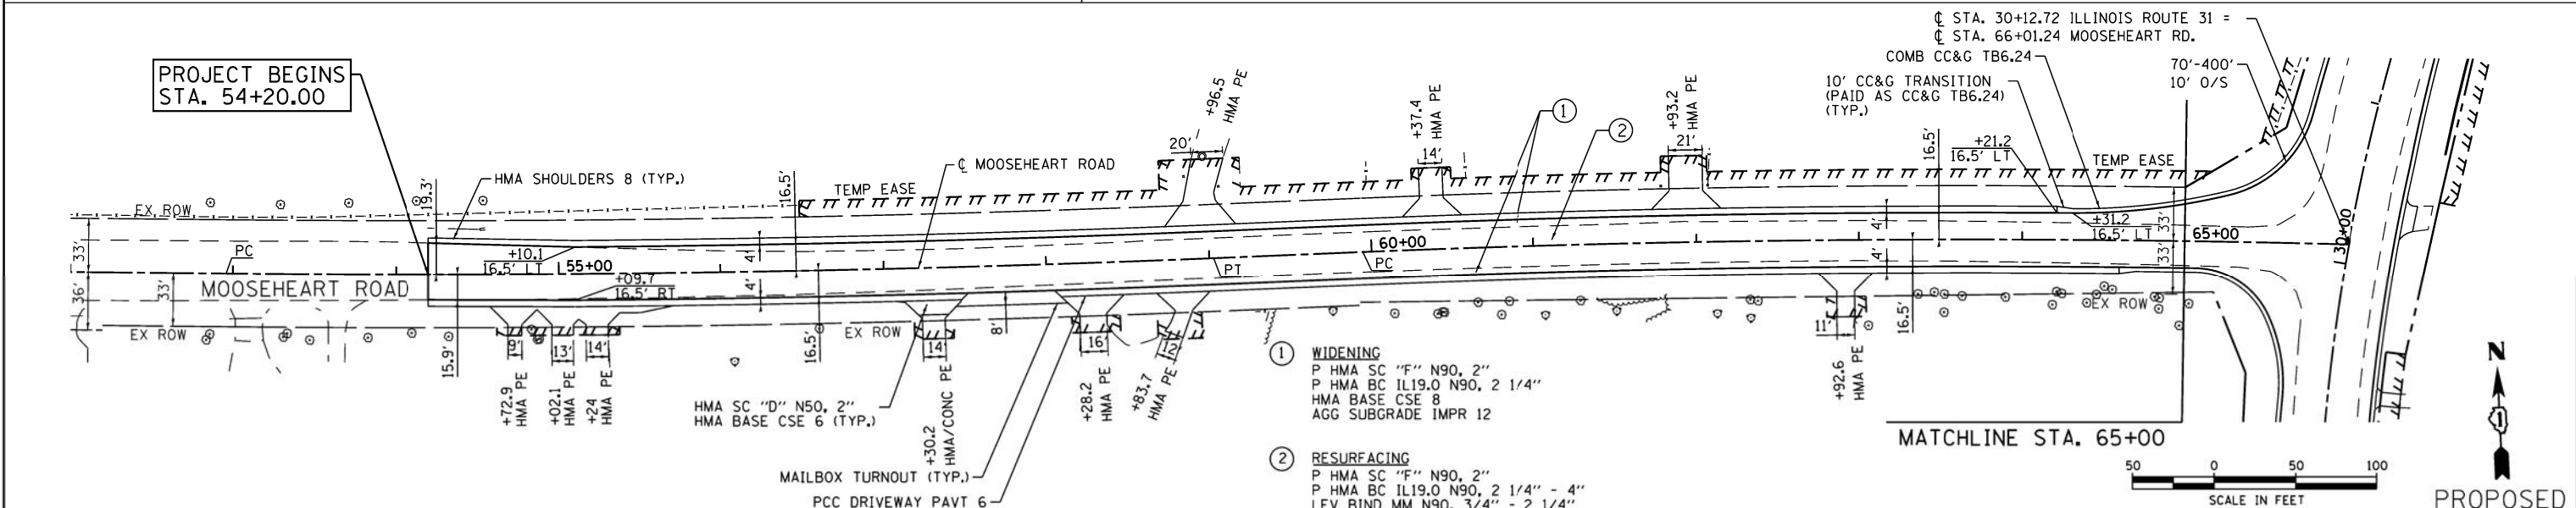 ℄ STA. 30+12.72 ILLINOIS ROUTE 31 =
℄ STA. 66+01.24 MOOSEHEART RD.
COMB CC&G TB6.24
70'-400'
10' O/S
10' CC&G TRANSITION
(PAID AS CC&G TB6.24)
(TYP.)
PROJECT BEGINS
STA. 54+20.00
+96.5
HMA PE
20'
+37.4
HMA PE
14'
+93.2
HMA PE
21'
1
2
℄ MOOSEHEART ROAD
HMA SHOULDERS 8 (TYP.)
19.3'
16.5'
TEMP EASE
16.5'
+21.2
16.5' LT
TEMP EASE
EX ROW
33'
PC
+10.1
16.5' LT
55+00
4'
60+00
PT
PC
4'
+31.2
16.5' LT
33'
65+00
30+00
MOOSEHEART ROAD
36'
33'
+09.7
16.5' RT
4'
4'
33'
EX ROW
15.9'
9'
13'
14'
16.5'
EX ROW
14'
8'
16'
12'
11'
16.5'
EX ROW
+72.9
HMA PE
+02.1
HMA PE
+24
HMA PE
HMA SC "D" N50, 2"
HMA BASE CSE 6 (TYP.)
+30.2
HMA/CONC PE
+28.2
HMA PE
+83.7
HMA PE
+92.6
HMA PE
MAILBOX TURNOUT (TYP.)
PCC DRIVEWAY PAVT 6
1 WIDENING
P HMA SC "F" N90, 2"
P HMA BC IL19.0 N90, 2 1/4"
HMA BASE CSE 8
AGG SUBGRADE IMPR 12
2 RESURFACING
P HMA SC "F" N90, 2"
P HMA BC IL19.0 N90, 2 1/4" - 4"
LEV BIND MM N90, 3/4" - 2 1/4"
MATCHLINE STA. 65+00
50 0 50 100
SCALE IN FEET
N
PROPOSED